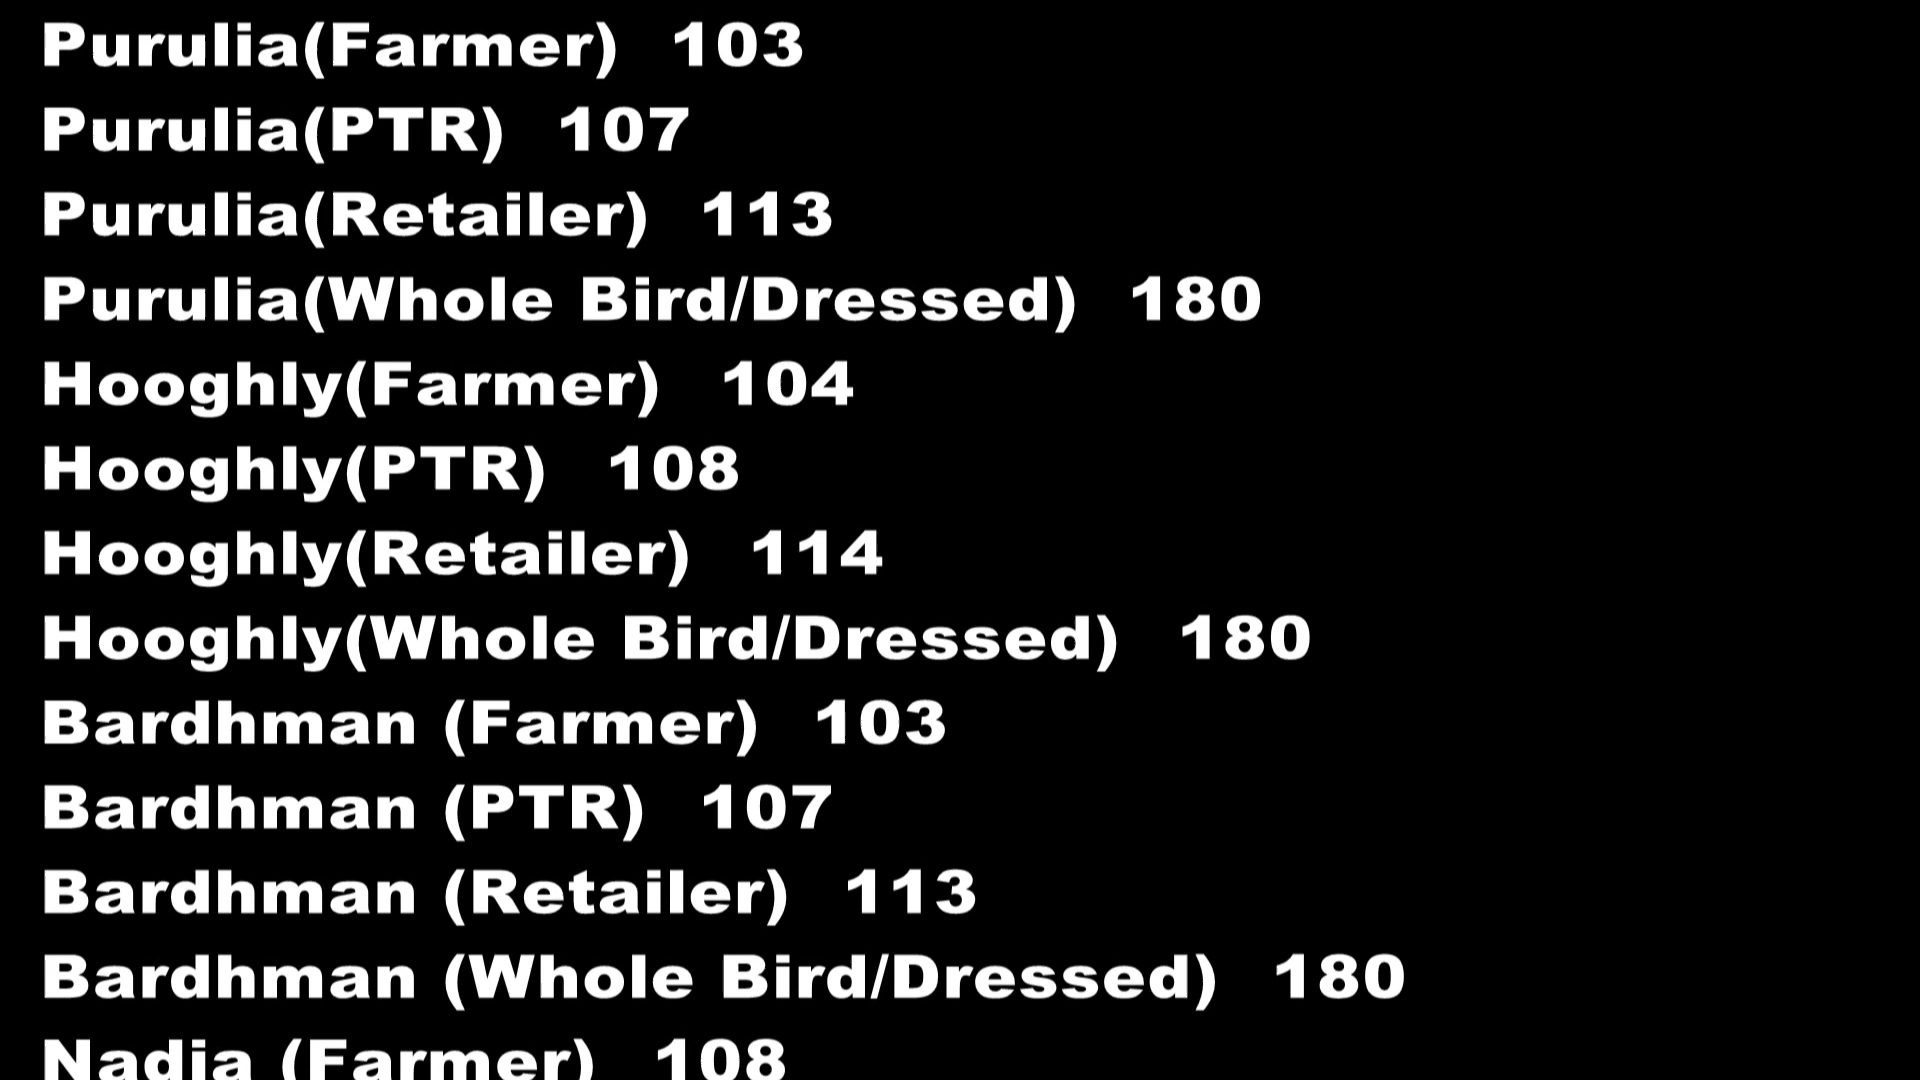 Purulia(Farmer) 103
Purulia(PTR) 107
Purulia(Retailer) 113
Purulia(Whole Bird/Dressed) 180
Hooghly(Farmer) 104
Hooghly(PTR) 108
Hooghly(Retailer) 114
Hooghly(Whole Bird/Dressed) 180
Bardhman (Farmer) 103
Bardhman (PTR) 107
Bardhman (Retailer) 113
Bardhman (Whole Bird/Dressed) 180
Nadia (Farmer) 108